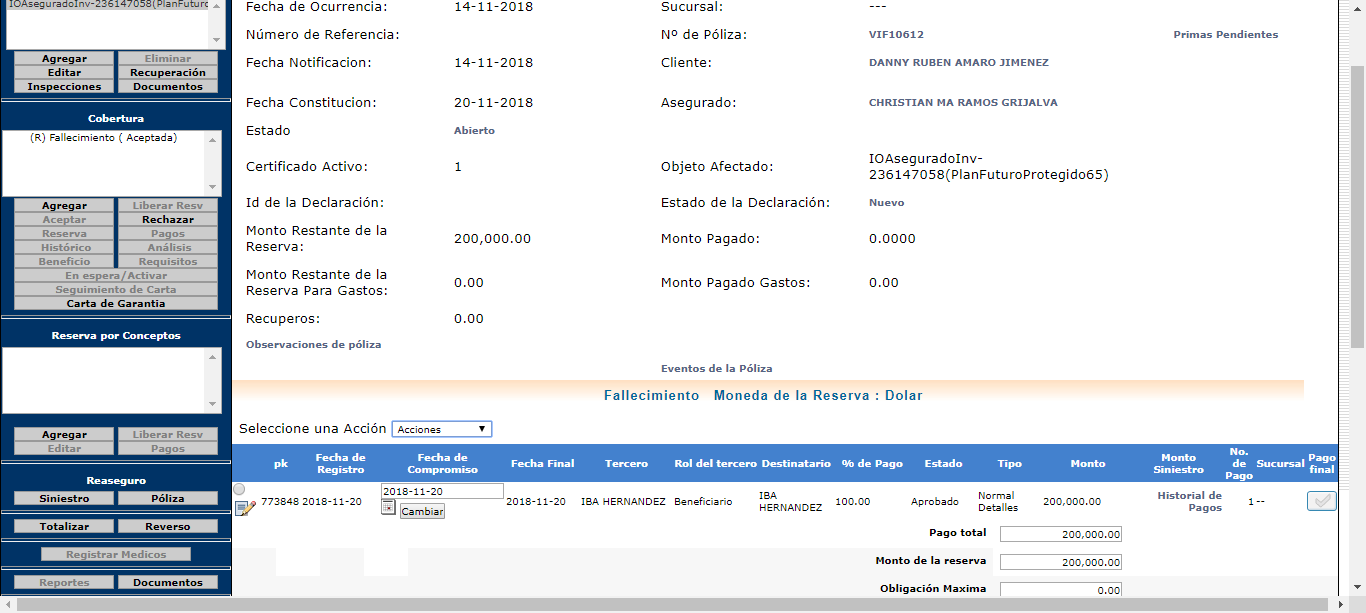 IOAseguradoInv-236147058(PlanFuturo
Agregar Eliminar
Editar Recuperación
Inspecciones Documentos
Cobertura
(R) Fallecimiento ( Aceptada)
Agregar Liberar Resv
Aceptar Rechazar
Reserva Pagos
Histórico Análisis
Beneficio Requisitos
En espera/Activar
Seguimiento de Carta
Carta de Garantia
Reserva por Conceptos
Agregar Liberar Resv
Editar Pagos
Reaseguro
Siniestro Póliza
Totalizar Reverso
Registrar Medicos
Reportes Documentos
Fecha de Ocurrencia: 14-11-2018 Sucursal: ---
Número de Referencia: Nº de Póliza: VIF10612 Primas Pendientes
Fecha Notificacion: 14-11-2018 Cliente: DANNY RUBEN AMARO JIMENEZ
Fecha Constitucion: 20-11-2018 Asegurado: CHRISTIAN MA RAMOS GRIJALVA
Estado Abierto
Certificado Activo: 1 Objeto Afectado: IOAseguradoInv-
236147058(PlanFuturoProtegido65)
Id de la Declaración: Estado de la Declaración: Nuevo
Monto Restante de la
Reserva: 200,000.00 Monto Pagado: 0.0000
Monto Restante de la
Reserva Para Gastos: 0.00 Monto Pagado Gastos: 0.00
Recuperos: 0.00
Observaciones de póliza
Eventos de la Póliza
Fallecimiento Moneda de la Reserva : Dolar
Seleccione una Acción Acciones
pk Fecha de Registro Fecha de Compromiso Fecha Final Tercero Rol del tercero Destinatario % de Pago Estado Tipo Monto Monto Siniestro No. de Pago Sucursal Pago final
773848 2018-11-20 2018-11-20 Cambiar 2018-11-20 IBA HERNANDEZ Beneficiario IBA HERNANDEZ 100.00 Aprobado Normal Detalles 200,000.00 Historial de Pagos 1 --
Pago total 200,000.00
Monto de la reserva 200,000.00
Obligación Maxima 0.00